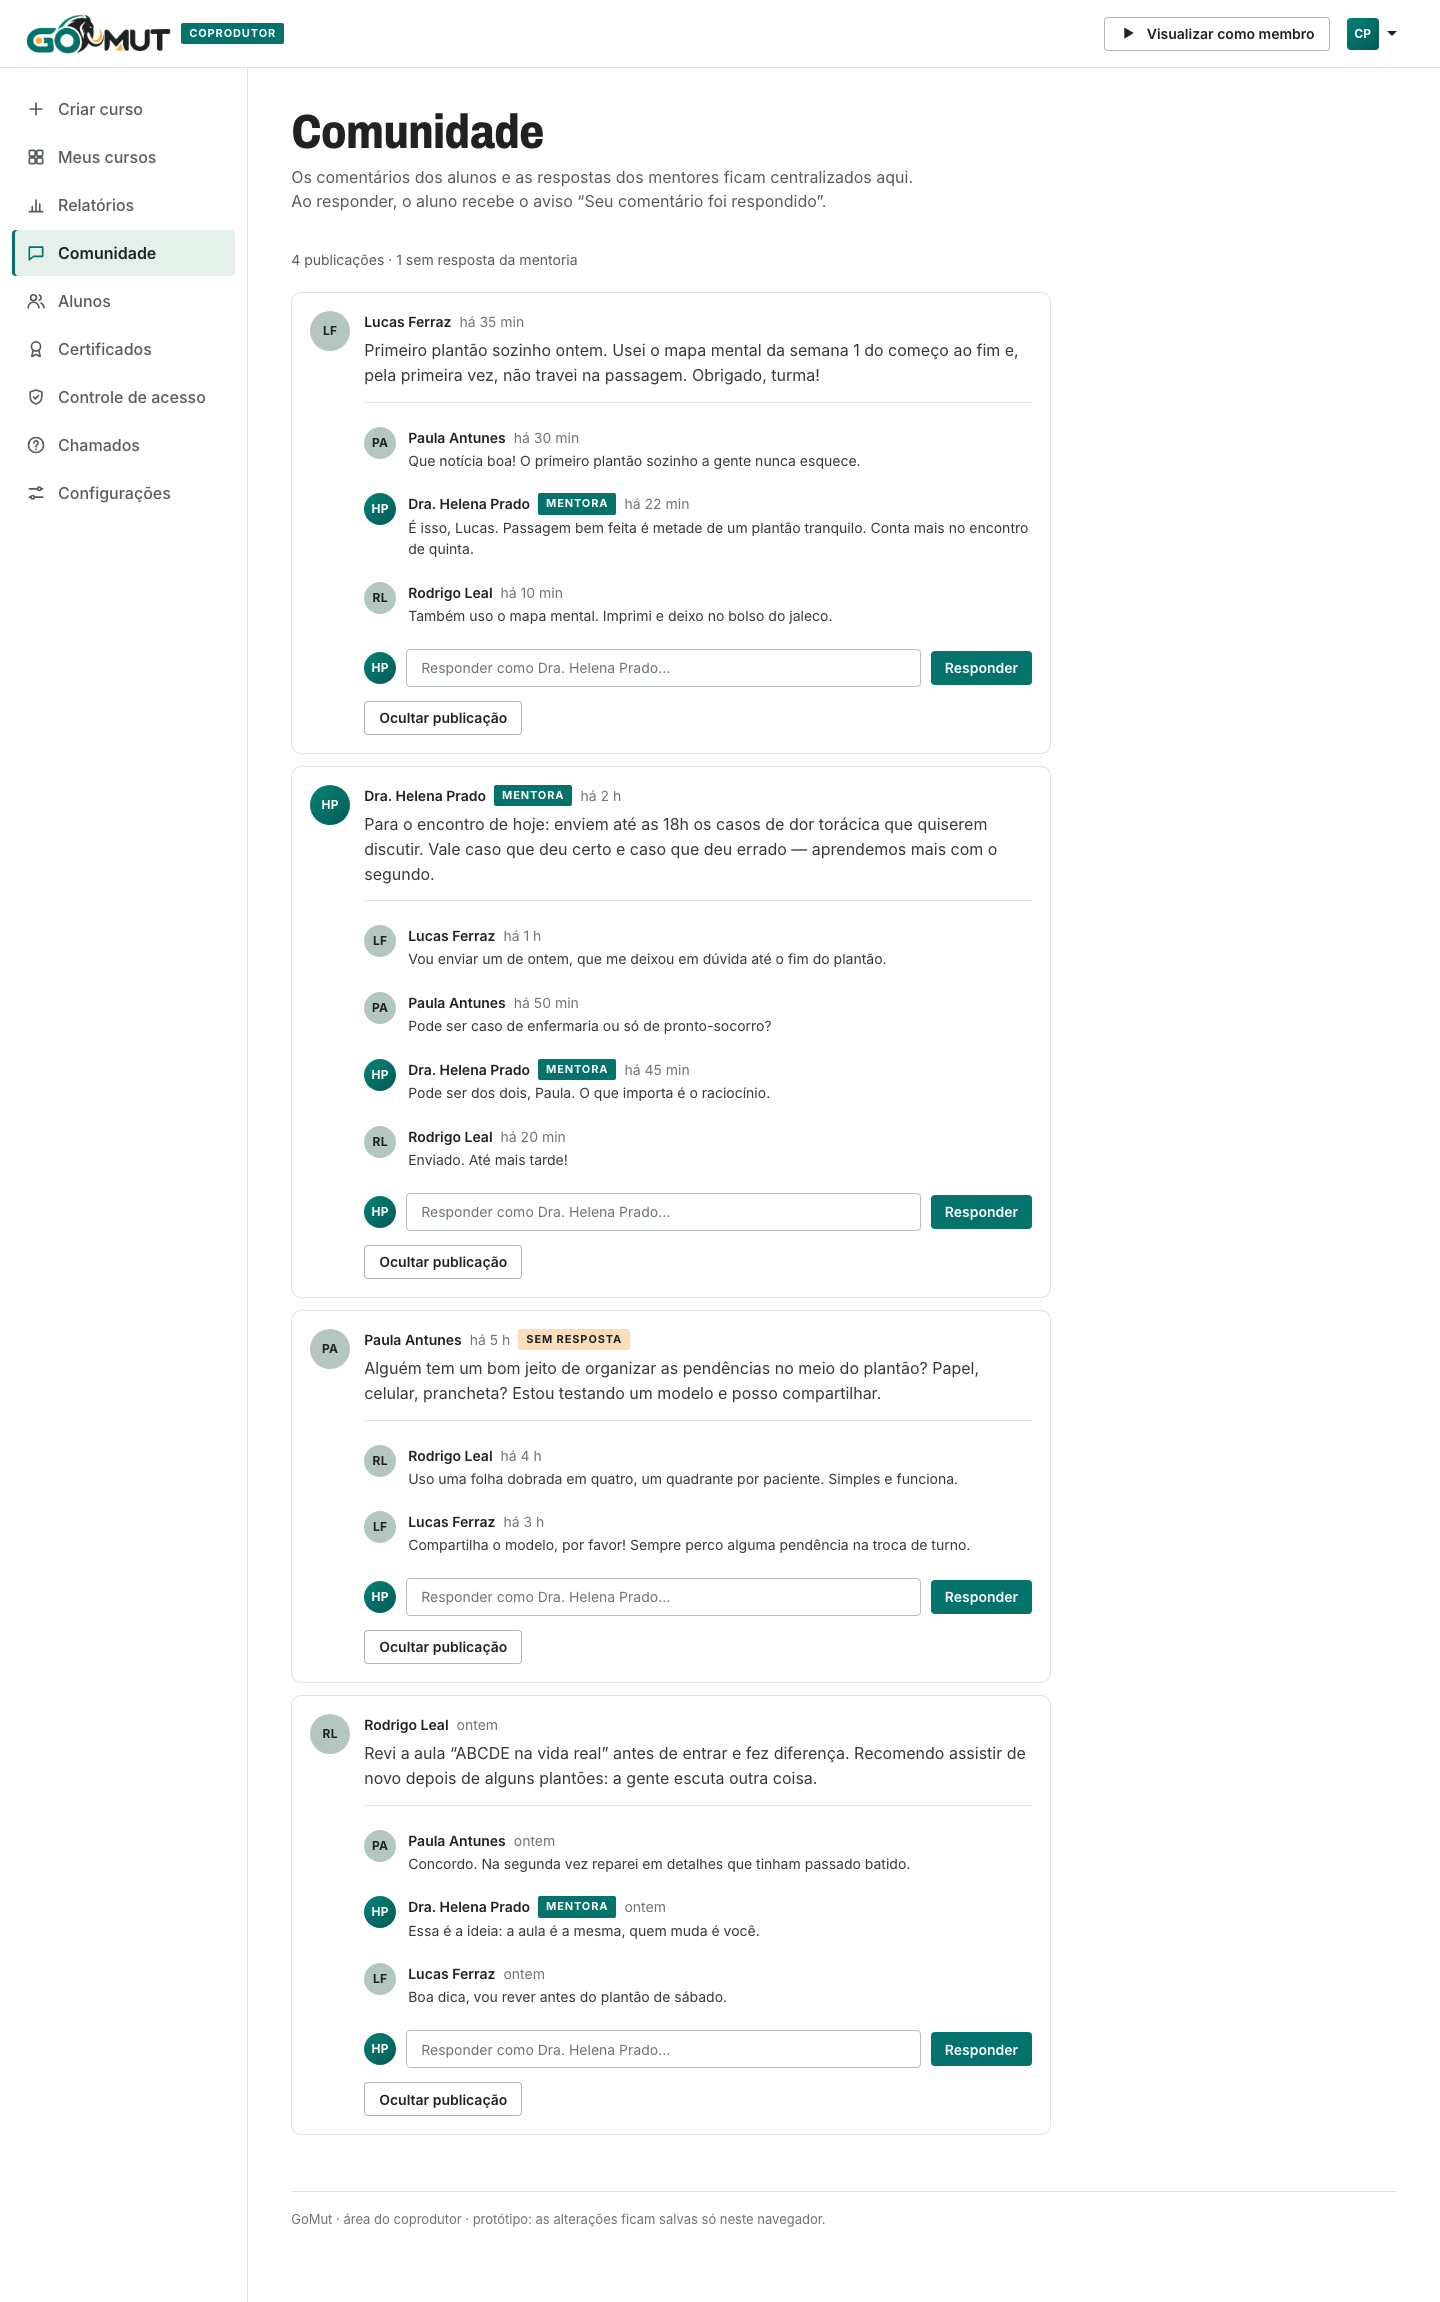 GOMUT COPRODUTOR
Visualizar como membro
CP
Criar curso
Meus cursos
Relatórios
Comunidade
Alunos
Certificados
Controle de acesso
Chamados
Configurações
Comunidade
Os comentários dos alunos e as respostas dos mentores ficam centralizados aqui.
Ao responder, o aluno recebe o aviso “Seu comentário foi respondido”.
4 publicações · 1 sem resposta da mentoria
LF
Lucas Ferraz há 35 min
Primeiro plantão sozinho ontem. Usei o mapa mental da semana 1 do começo ao fim e,
pela primeira vez, não travei na passagem. Obrigado, turma!
PA
Paula Antunes há 30 min
Que notícia boa! O primeiro plantão sozinho a gente nunca esquece.
HP
Dra. Helena Prado MENTORA há 22 min
É isso, Lucas. Passagem bem feita é metade de um plantão tranquilo. Conta mais no encontro
de quinta.
RL
Rodrigo Leal há 10 min
Também uso o mapa mental. Imprimi e deixo no bolso do jaleco.
HP
Responder como Dra. Helena Prado...
Responder
Ocultar publicação
HP
Dra. Helena Prado MENTORA há 2 h
Para o encontro de hoje: enviem até as 18h os casos de dor torácica que quiserem
discutir. Vale caso que deu certo e caso que deu errado — aprendemos mais com o
segundo.
LF
Lucas Ferraz há 1 h
Vou enviar um de ontem, que me deixou em dúvida até o fim do plantão.
PA
Paula Antunes há 50 min
Pode ser caso de enfermaria ou só de pronto-socorro?
HP
Dra. Helena Prado MENTORA há 45 min
Pode ser dos dois, Paula. O que importa é o raciocínio.
RL
Rodrigo Leal há 20 min
Enviado. Até mais tarde!
HP
Responder como Dra. Helena Prado...
Responder
Ocultar publicação
PA
Paula Antunes há 5 h SEM RESPOSTA
Alguém tem um bom jeito de organizar as pendências no meio do plantão? Papel,
celular, prancheta? Estou testando um modelo e posso compartilhar.
RL
Rodrigo Leal há 4 h
Uso uma folha dobrada em quatro, um quadrante por paciente. Simples e funciona.
LF
Lucas Ferraz há 3 h
Compartilha o modelo, por favor! Sempre perco alguma pendência na troca de turno.
HP
Responder como Dra. Helena Prado...
Responder
Ocultar publicação
RL
Rodrigo Leal ontem
Revi a aula “ABCDE na vida real” antes de entrar e fez diferença. Recomendo assistir de
novo depois de alguns plantões: a gente escuta outra coisa.
PA
Paula Antunes ontem
Concordo. Na segunda vez reparei em detalhes que tinham passado batido.
HP
Dra. Helena Prado MENTORA ontem
Essa é a ideia: a aula é a mesma, quem muda é você.
LF
Lucas Ferraz ontem
Boa dica, vou rever antes do plantão de sábado.
HP
Responder como Dra. Helena Prado...
Responder
Ocultar publicação
GoMut · área do coprodutor · protótipo: as alterações ficam salvas só neste navegador.